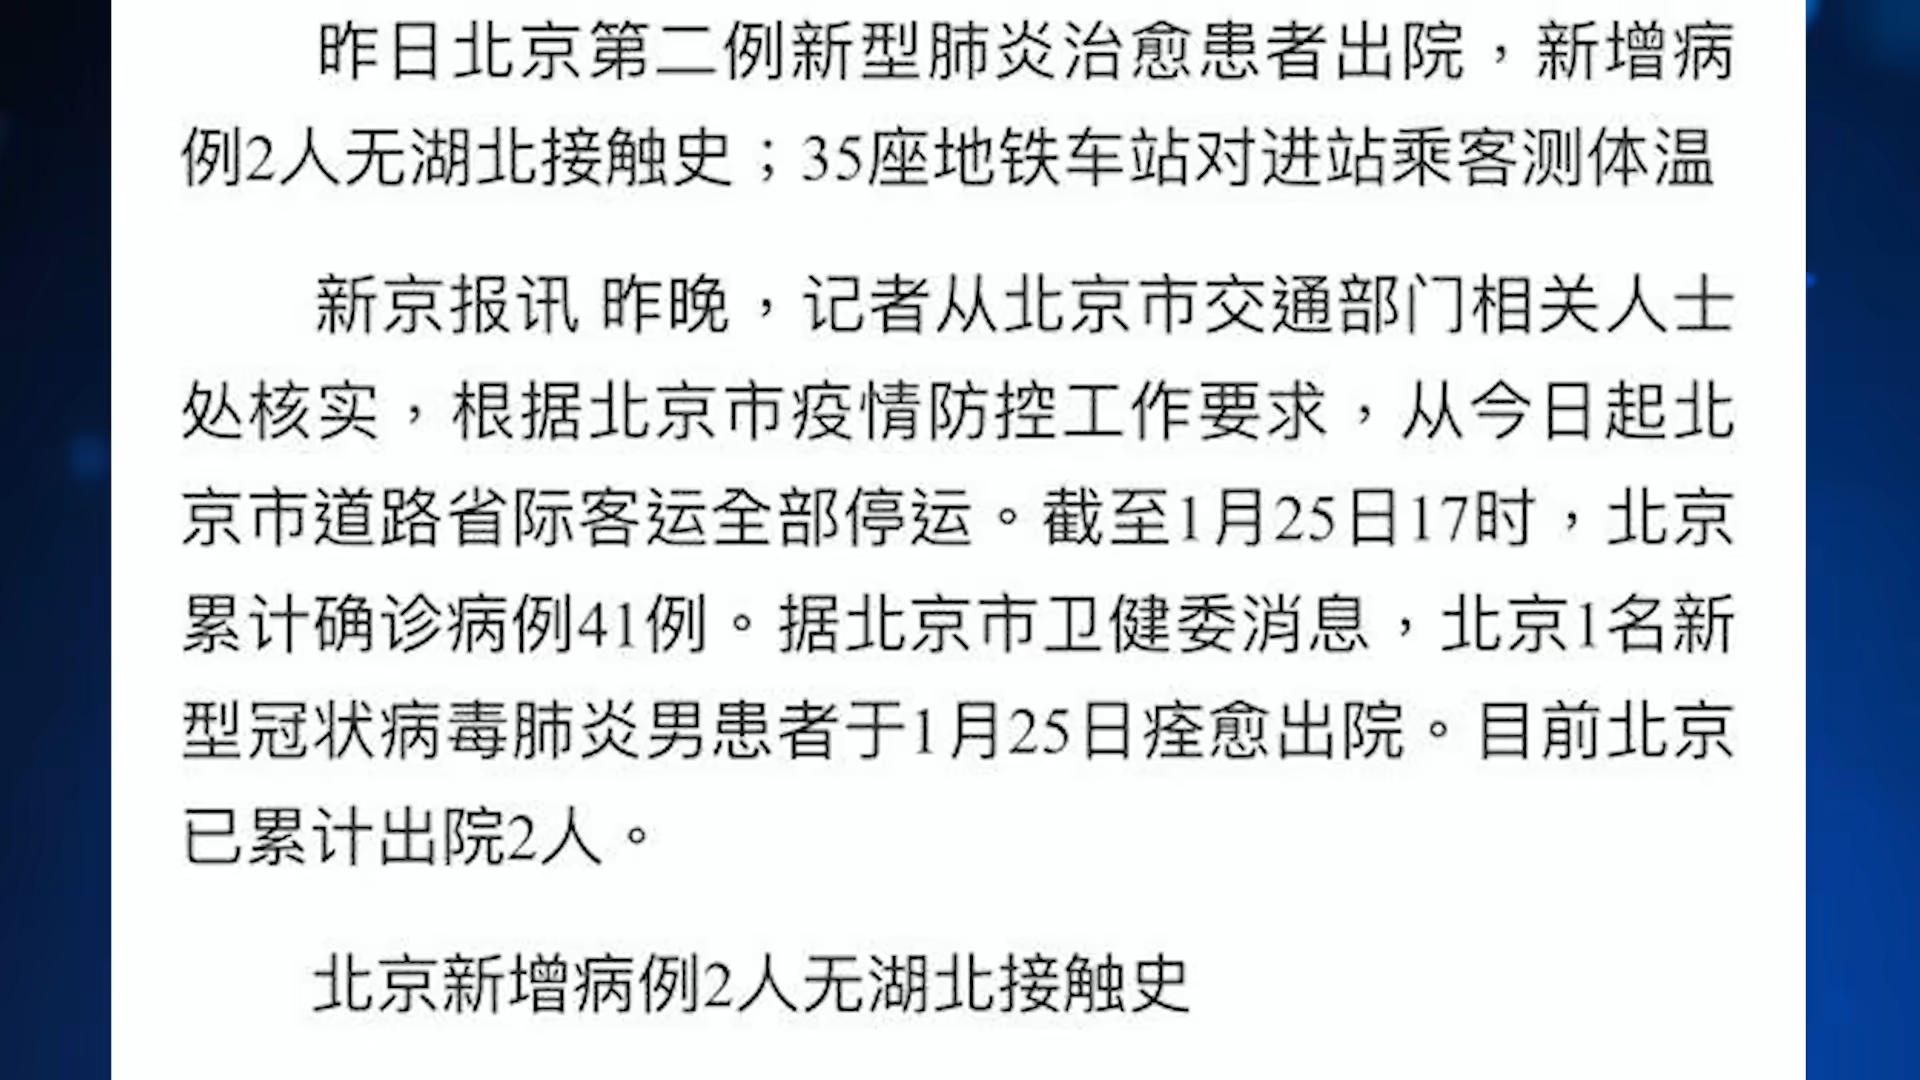 昨日北京第二例新型肺炎治愈患者出院，新增病
例2人无湖北接触史；35座地铁车站对进站乘客测体温
新京报讯 昨晚，记者从北京市交通部门相关人士
处核实，根据北京市疫情防控工作要求，从今日起北
京市道路省际客运全部停运。截至1月25日17时，北京
累计确诊病例41例。据北京市卫健委消息，北京1名新
型冠状病毒肺炎男患者于1月25日痊愈出院。目前北京
已累计出院2人。
北京新增病例2人无湖北接触史